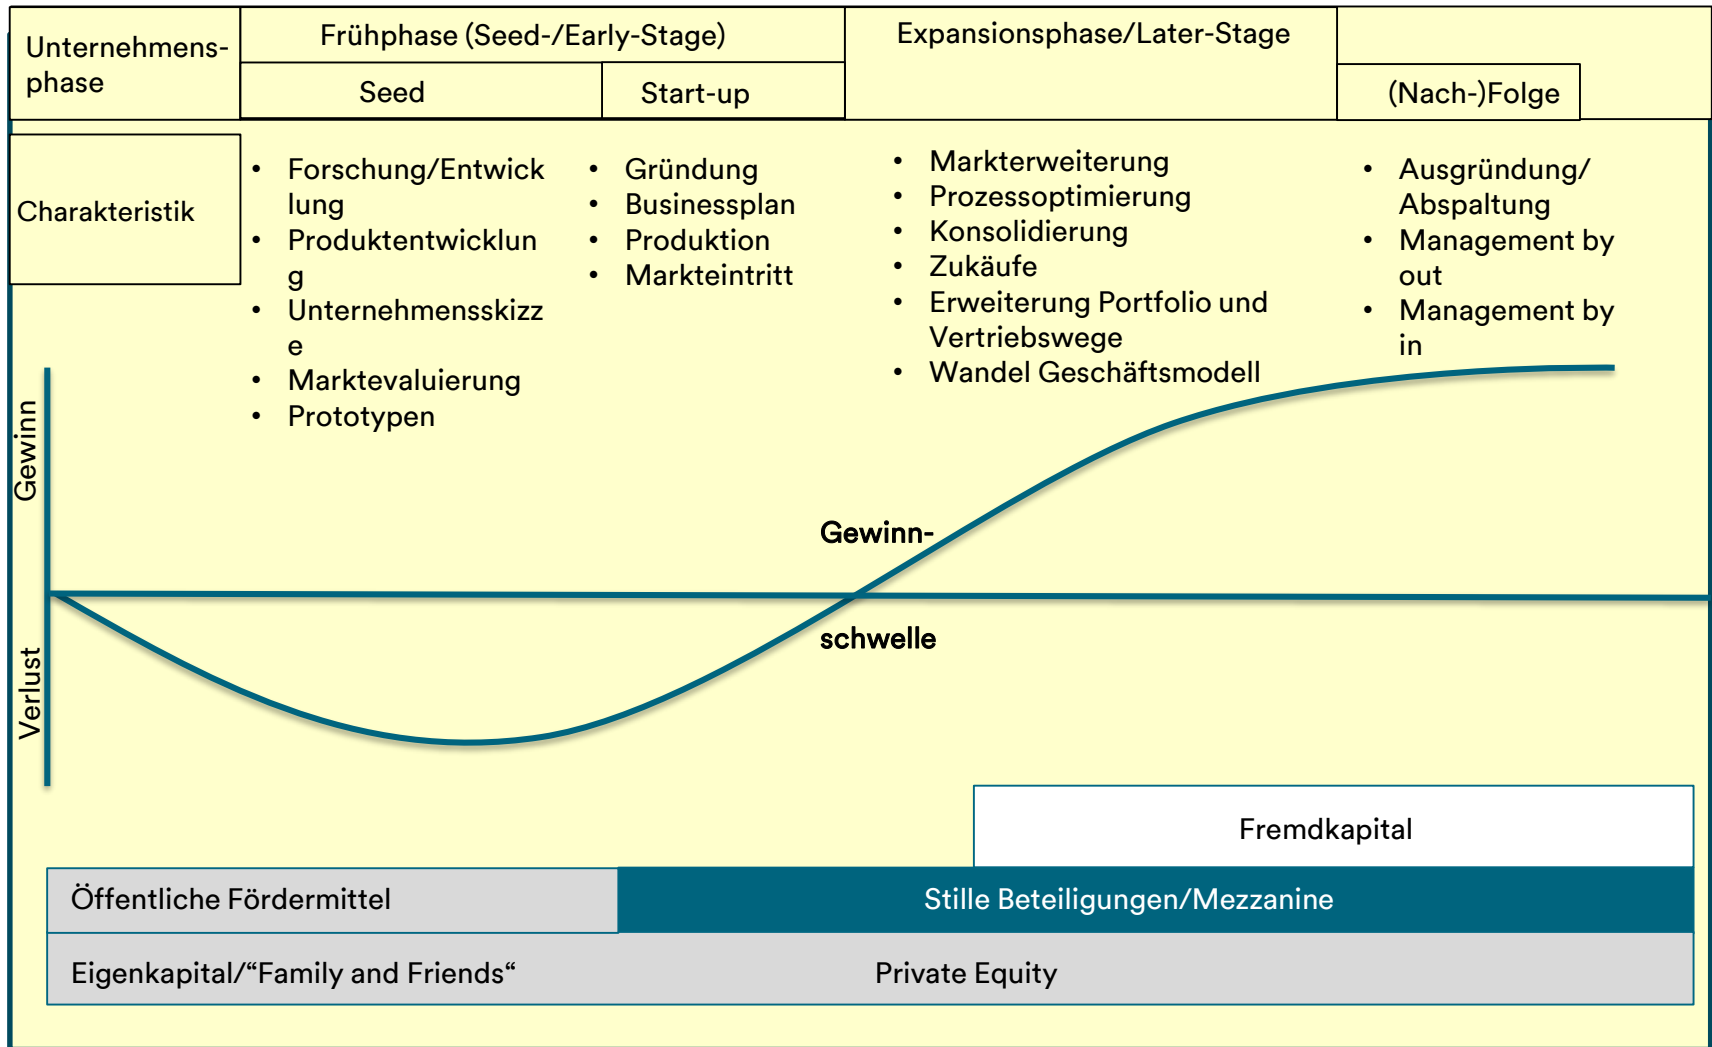 Unternehmens-
phase
Frühphase (Seed-/Early-Stage)
Seed
Start-up
Expansionsphase/Later-Stage
(Nach-)Folge
Charakteristik
• Forschung/Entwick
lung
• Produktentwicklun
g
• Unternehmensskizz
e
• Marktevaluierung
• Prototypen
• Gründung
• Businessplan
• Produktion
• Markteintritt
• Markterweiterung
• Prozessoptimierung
• Konsolidierung
• Zukäufe
• Erweiterung Portfolio und
Vertriebswege
• Wandel Geschäftsmodell
• Ausgründung/
Abspaltung
• Management by
out
• Management by
in
Gewinn
Verlust
Gewinn-
schwelle
Fremdkapital
Öffentliche Fördermittel
Stille Beteiligungen/Mezzanine
Eigenkapital/“Family and Friends“
Private Equity